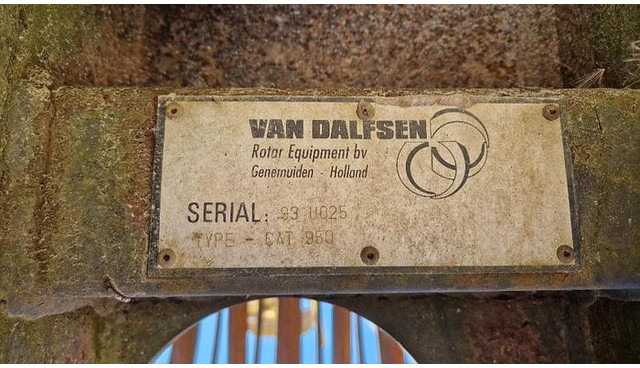 VAN DALFSEN
Rotar Equipment bv
Genemuiden - Holland
SERIAL: 93 U025
TYPE - CAT 950